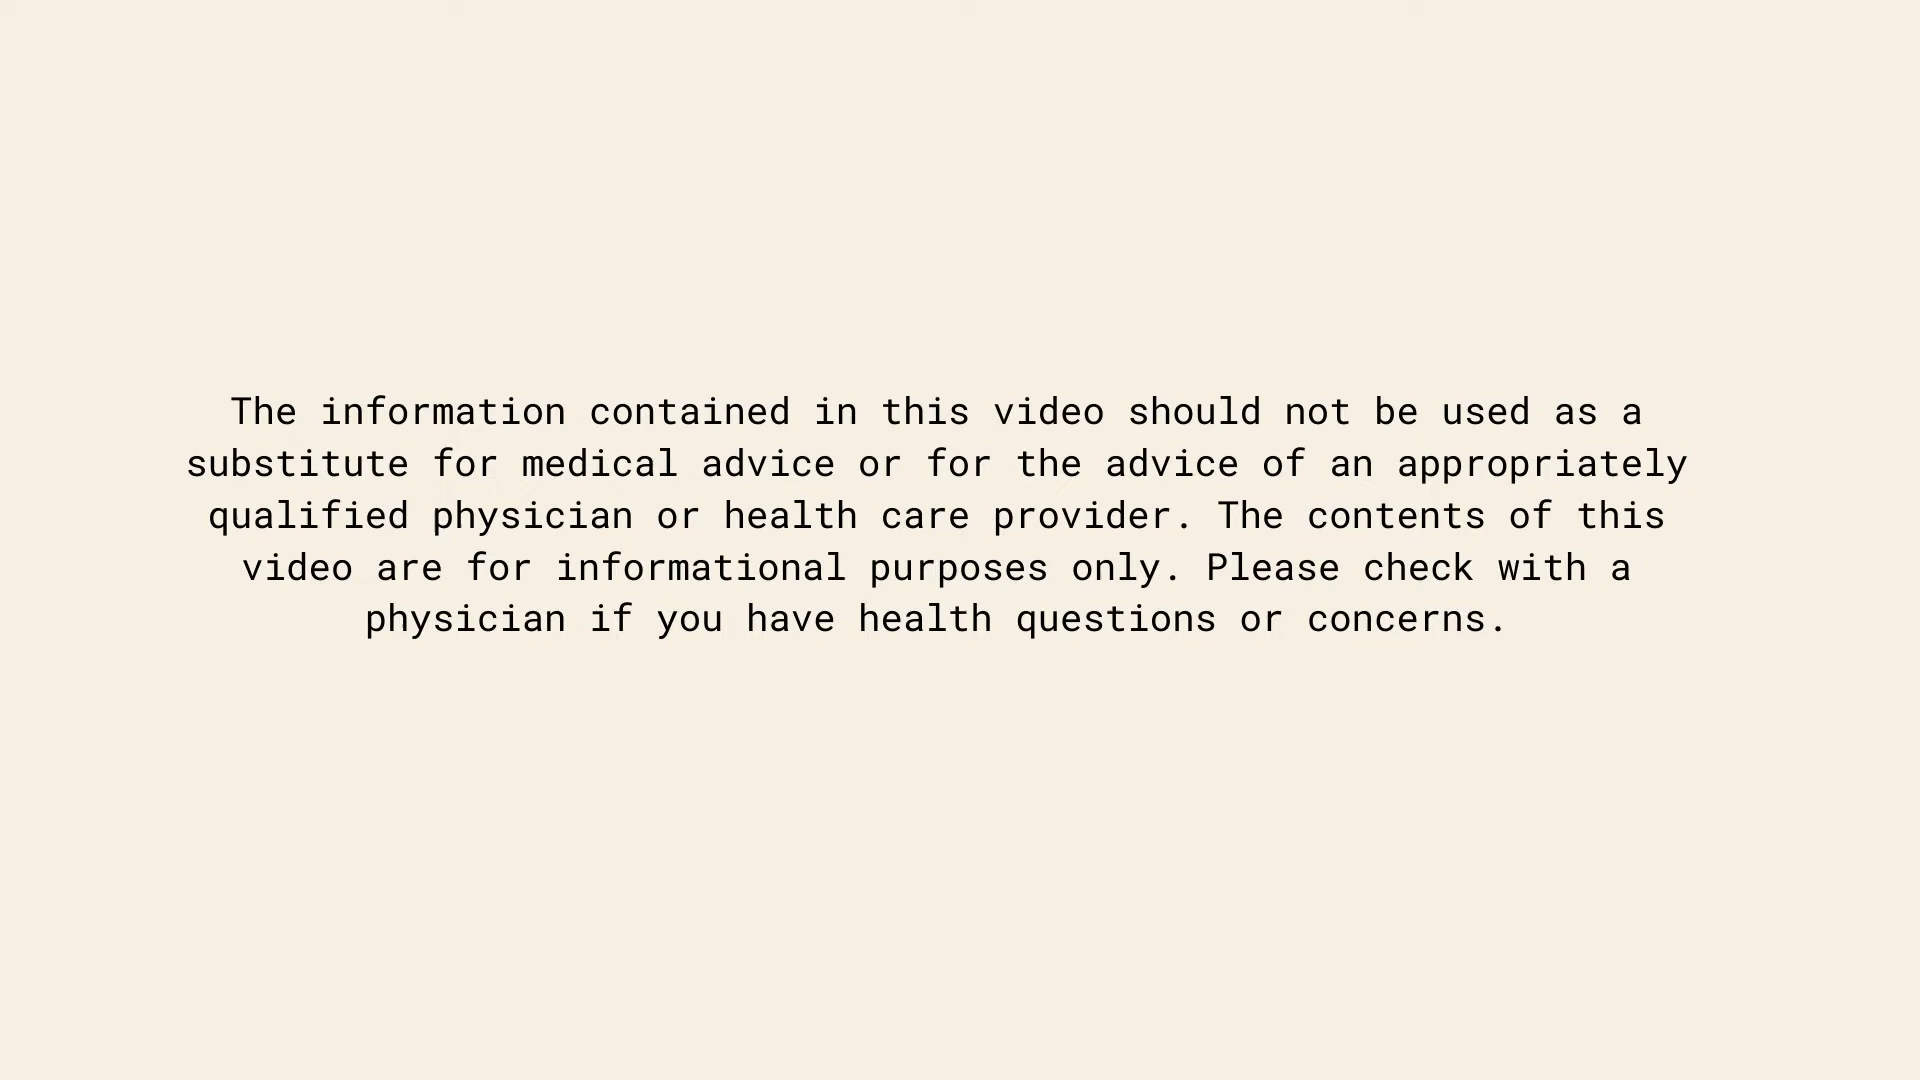 The information contained in this video should not be used as a
substitute for medical advice or for the advice of an appropriately
qualified physician or health care provider. The contents of this
video are for informational purposes only. Please check with a
physician if you have health questions or concerns.